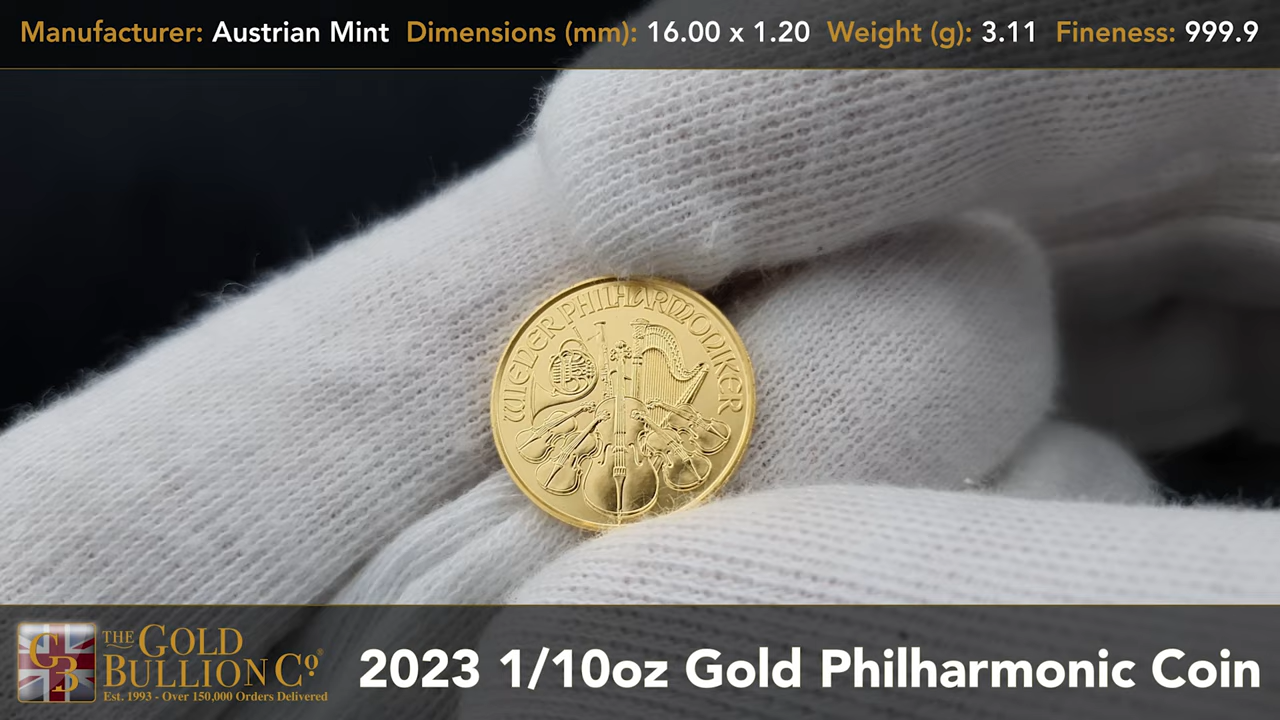 Manufacturer: Austrian Mint Dimensions (mm): 16.00 x 1.20 Weight (g): 3.11 Fineness: 999.9
WIENER PHILHARMONIKER
GB
THE GOLD
BULLION Cº®
Est. 1993 - Over 150,000 Orders Delivered
2023 1/10oz Gold Philharmonic Coin